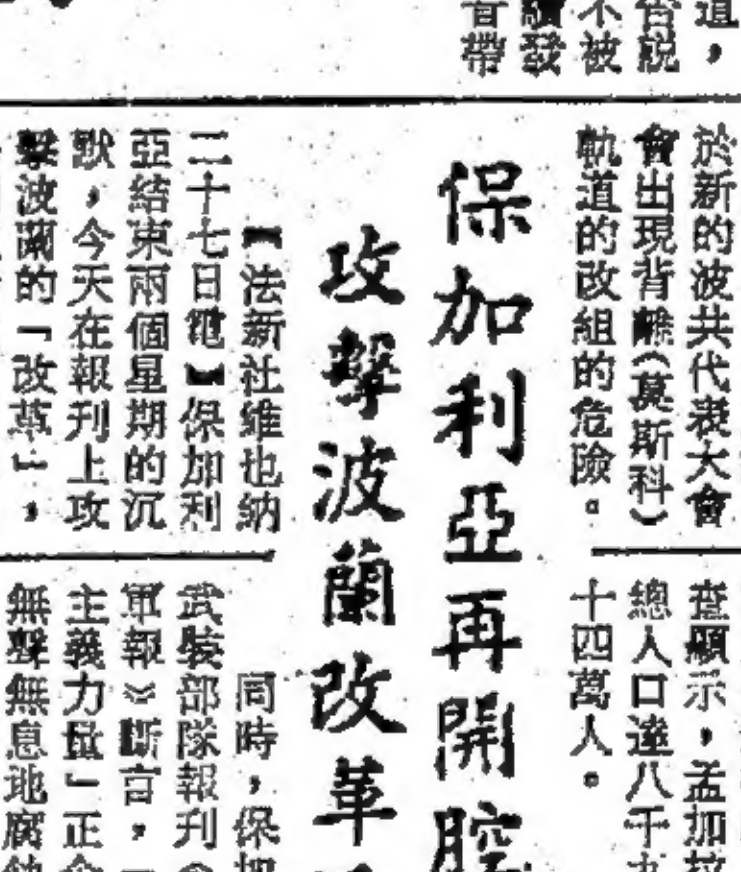 道，
台說
不被
續發
音帶
於新的波共代表大會
會出現背離（莫斯科）
軌道的改組的危險。
查顯示，孟加拉
總人口達八千九
十四萬人。
保加利亞再開腔
攻擊波蘭改革
【法新社維也納
二十七日電】保加利
亞結束兩個星期的沉
默，今天在報刊上攻
擊波蘭的「改革」，
同時，保加
武裝部隊報刊《
軍報》斷言，「
主義力量」正企
無聲無息地腐蝕